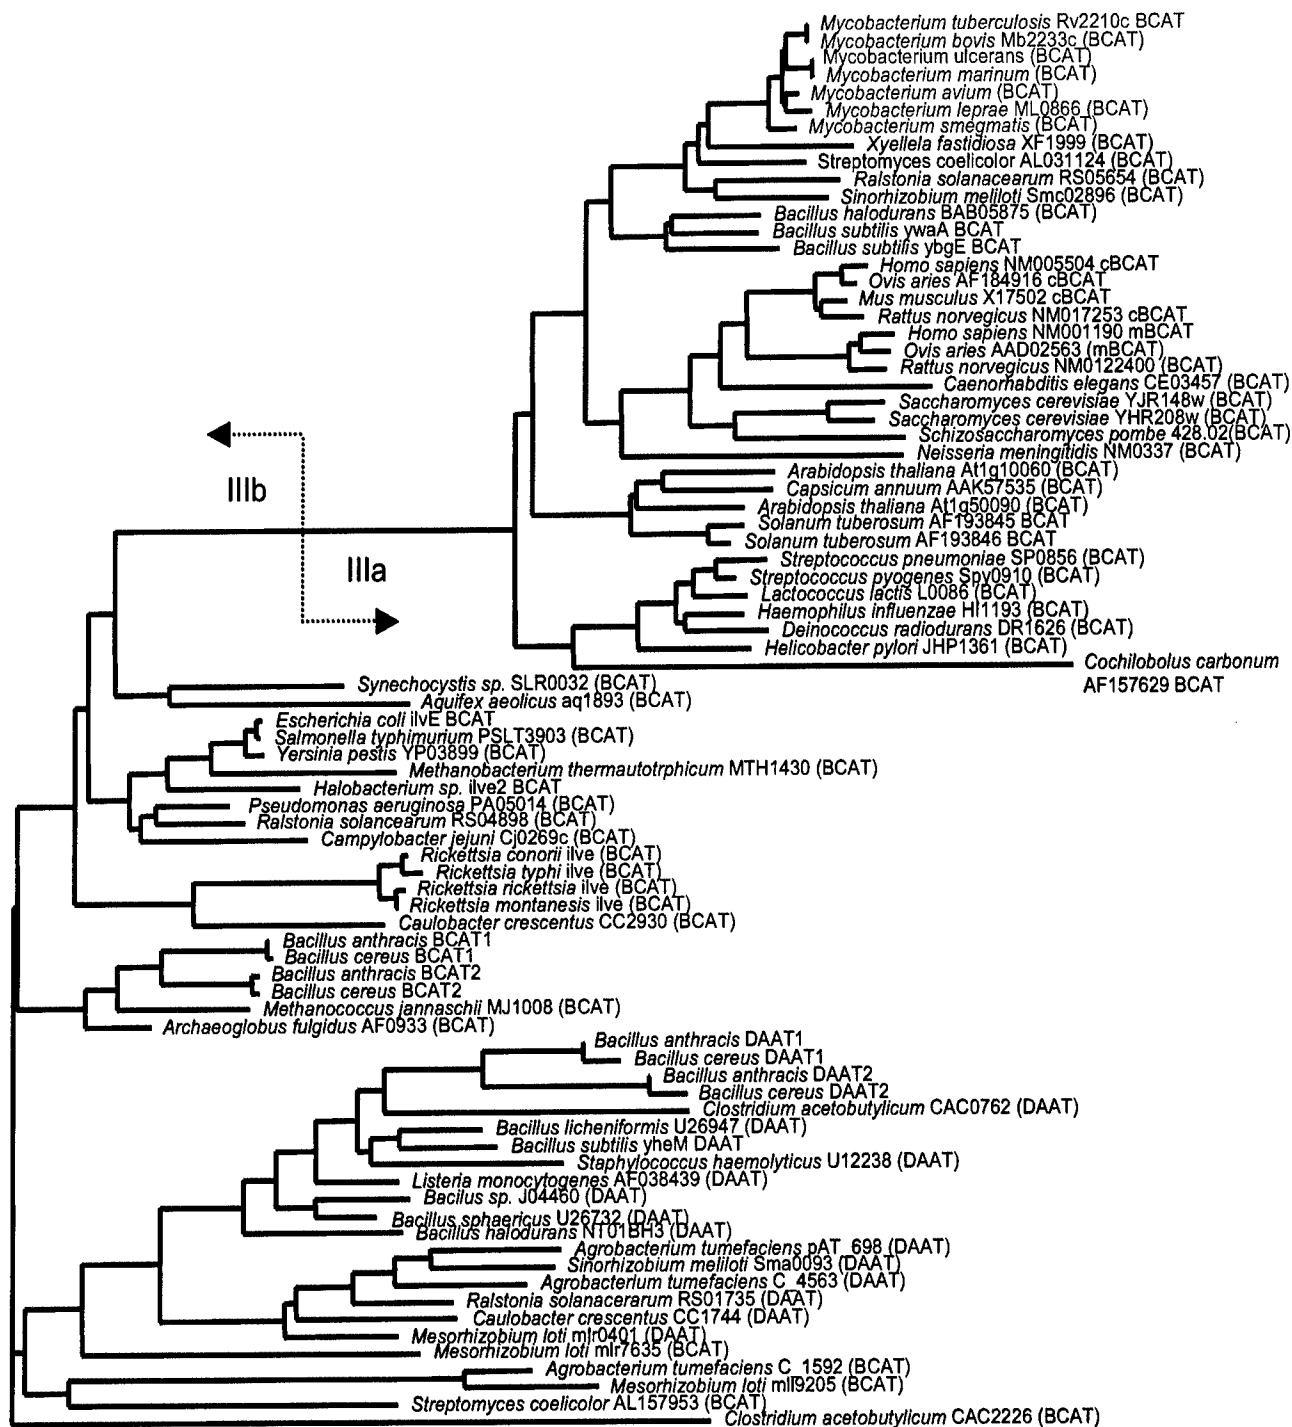 Mycobacterium tuberculosis Rv2210c BCAT
Mycobacterium bovis Mb2233c (BCAT)
Mycobacterium ulcerans (BCAT)
Mycobacterium marinum (BCAT)
Mycobacterium avium (BCAT)
Mycobacterium leprae ML0866 (BCAT)
Mycobacterium smegmatis (BCAT)
Xyellela fastidiosa XF1999 (BCAT)
Streptomyces coelicolor AL031124 (BCAT)
Ralstonia solanacearum RS05654 (BCAT)
Sinorhizobium meliloti Smc02896 (BCAT)
Bacillus halodurans BAB05875 (BCAT)
Bacillus subtilis ywaA BCAT
Bacillus subtilis ybgE BCAT
Homo sapiens NM005504 cBCAT
Ovis aries AF184916 cBCAT
Mus musculus X17502 cBCAT
Rattus norvegicus NM017253 cBCAT
Homo sapiens NM001190 mBCAT
Ovis aries AAD02563 (mBCAT)
Rattus norvegicus NM0122400 (BCAT)
Caenorhabditis elegans CE03457 (BCAT)
Saccharomyces cerevisiae YJR148w (BCAT)
Saccharomyces cerevisiae YHR208w (BCAT)
Schizosaccharomyces pombe 428.02(BCAT)
Neisseria meningitidis NM0337 (BCAT)
Arabidopsis thaliana At1g10060 (BCAT)
Capsicum annuum AAK57535 (BCAT)
Arabidopsis thaliana At1g50090 (BCAT)
Solanum tuberosum AF193845 BCAT
Solanum tuberosum AF193846 BCAT
Streptococcus pneumoniae SP0856 (BCAT)
Streptococcus pyogenes Spy0910 (BCAT)
Lactococcus lactis L0086 (BCAT)
Haemophilus influenzae HI1193 (BCAT)
Deinococcus radiodurans DR1626 (BCAT)
Helicobacter pylori JHP1361 (BCAT)
Cochilobolus carbonum
AF157629 BCAT
IIIb
IIIa
Synechocystis sp. SLR0032 (BCAT)
Aquifex aeolicus aq1893 (BCAT)
Escherichia coli ilvE BCAT
Salmonella typhimurium PSLT3903 (BCAT)
Yersinia pestis YP03899 (BCAT)
Methanobacterium thermautotrphicum MTH1430 (BCAT)
Halobacterium sp. ilve2 BCAT
Pseudomonas aeruginosa PA05014 (BCAT)
Ralstonia solancearum RS04898 (BCAT)
Campylobacter jejuni Cj0269c (BCAT)
Rickettsia conorii ilve (BCAT)
Rickettsia typhi ilve (BCAT)
Rickettsia rickettsia ilve (BCAT)
Rickettsia montanesis ilve (BCAT)
Caulobacter crescentus CC2930 (BCAT)
Bacillus anthracis BCAT1
Bacillus cereus BCAT1
Bacillus anthracis BCAT2
Bacillus cereus BCAT2
Methanococcus jannaschii MJ1008 (BCAT)
Archaeoglobus fulgidus AF0933 (BCAT)
Bacillus anthracis DAAT1
Bacillus cereus DAAT1
Bacillus anthracis DAAT2
Bacillus cereus DAAT2
Clostridium acetobutylicum CAC0762 (DAAT)
Bacillus licheniformis U26947 (DAAT)
Bacillus subtilis yheM DAAT
Staphylococcus haemolyticus U12238 (DAAT)
Listeria monocytogenes AF038439 (DAAT)
Bacilus sp. J04460 (DAAT)
Bacillus sphaericus U26732 (DAAT)
Bacillus halodurans NT01BH3 (DAAT)
Agrobacterium tumefaciens pAT_698 (DAAT)
Sinorhizobium meliloti Sma0093 (DAAT)
Agrobacterium tumefaciens C_4563 (DAAT)
Ralstonia solanacerarum RS01735 (DAAT)
Caulobacter crescentus CC1744 (DAAT)
Mesorhizobium loti mlr0401 (DAAT)
Mesorhizobium loti mlr7635 (BCAT)
Agrobacterium tumefaciens C_1592 (BCAT)
Mesorhizobium loti mll9205 (BCAT)
Streptomyces coelicolor AL157953 (BCAT)
Clostridium acetobutylicum CAC2226 (BCAT)